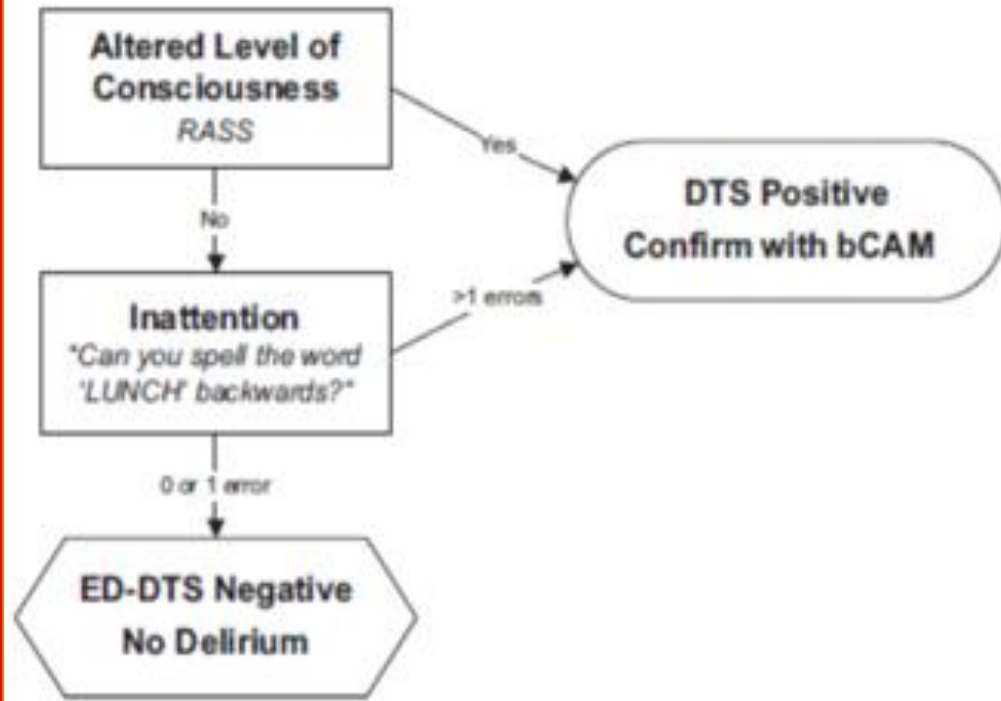 Altered Level of
Consciousness
RASS
Yes
No
DTS Positive
Confirm with bCAM
Inattention
"Can you spell the word
'LUNCH' backwards?"
>1 errors
0 or 1 error
ED-DTS Negative
No Delirium